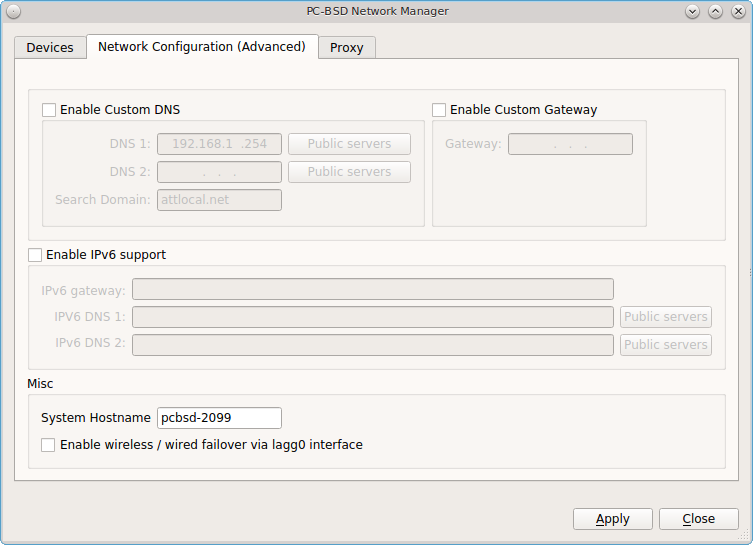 PC-BSD Network Manager
Devices Network Configuration (Advanced) Proxy
Enable Custom DNS Enable Custom Gateway
DNS 1: 192.168.1 .254 Public servers Gateway: . . .
DNS 2: . . . Public servers
Search Domain: attlocal.net
Enable IPv6 support
IPv6 gateway:
IPV6 DNS 1: Public servers
IPv6 DNS 2: Public servers
Misc
System Hostname pcbsd-2099
Enable wireless / wired failover via lagg0 interface
Apply Close